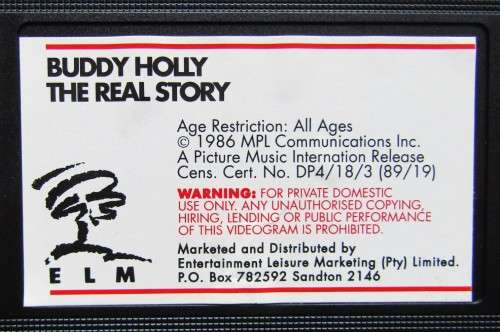 BUDDY HOLLY
THE REAL STORY
Age Restriction: All Ages
© 1986 MPL Communications Inc.
A Picture Music Internation Release
Cens. Cert. No. DP4/18/3 (89/19)
WARNING: FOR PRIVATE DOMESTIC
USE ONLY. ANY UNAUTHORISED COPYING,
HIRING, LENDING OR PUBLIC PERFORMANCE
OF THIS VIDEOGRAM IS PROHIBITED.
Marketed and Distributed by
Entertainment Leisure Marketing (Pty) Limited.
P.O. Box 782592 Sandton 2146
ELM